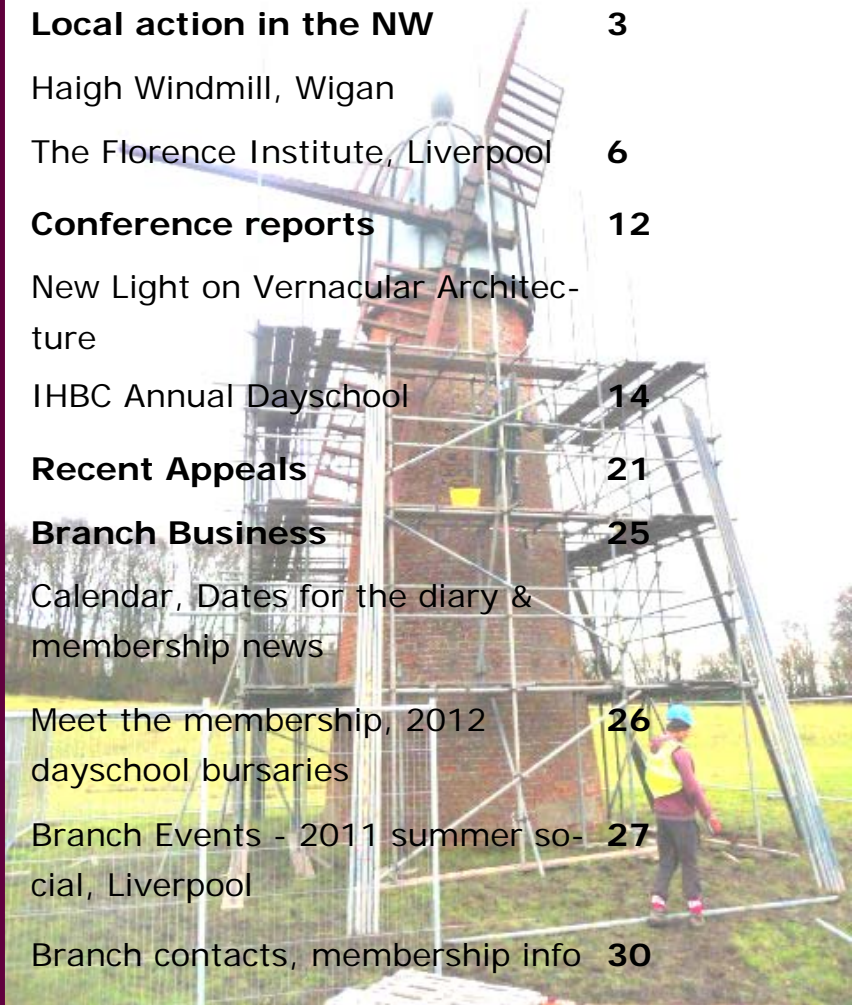 Local action in the NW 3
Haigh Windmill, Wigan
The Florence Institute, Liverpool 6
Conference reports 12
New Light on Vernacular Architec-
ture
IHBC Annual Dayschool 14
Recent Appeals 21
Branch Business 25
Calendar, Dates for the diary &
membership news
Meet the membership, 2012 26
dayschool bursaries
Branch Events - 2011 summer so- 27
cial, Liverpool
Branch contacts, membership info 30